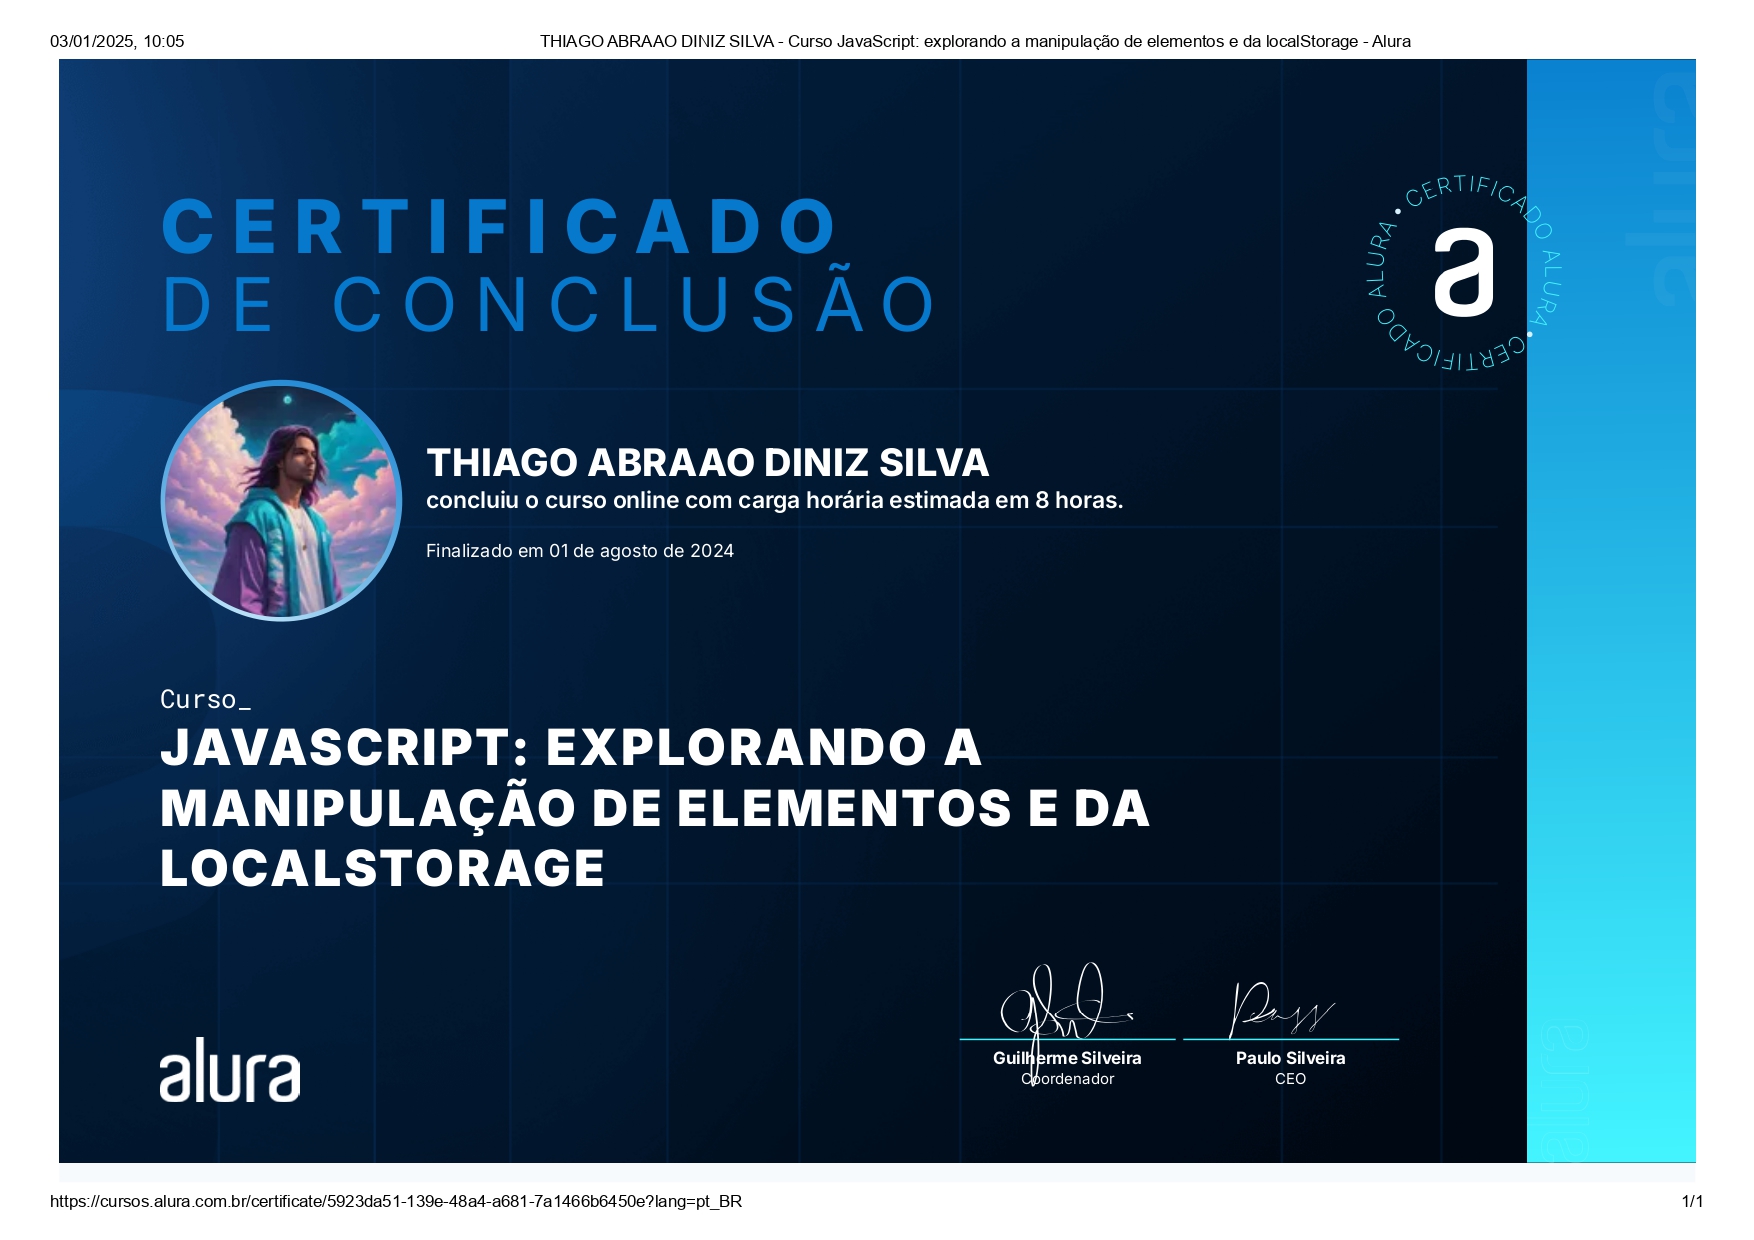 03/01/2025, 10:05
THIAGO ABRAAO DINIZ SILVA - Curso JavaScript: explorando a manipulação de elementos e da localStorage - Alura
CERTIFICADO
DE CONCLUSÃO
CERTIFICADO ALURA • CERTIFICADO ALURA •
a
alura
THIAGO ABRAAO DINIZ SILVA
concluiu o curso online com carga horária estimada em 8 horas.
Finalizado em 01 de agosto de 2024
Curso_
JAVASCRIPT: EXPLORANDO A
MANIPULAÇÃO DE ELEMENTOS E DA
LOCALSTORAGE
Guilherme Silveira
Coordenador
Paulo Silveira
CEO
alura
alura
https://cursos.alura.com.br/certificate/5923da51-139e-48a4-a681-7a1466b6450e?lang=pt_BR
1/1